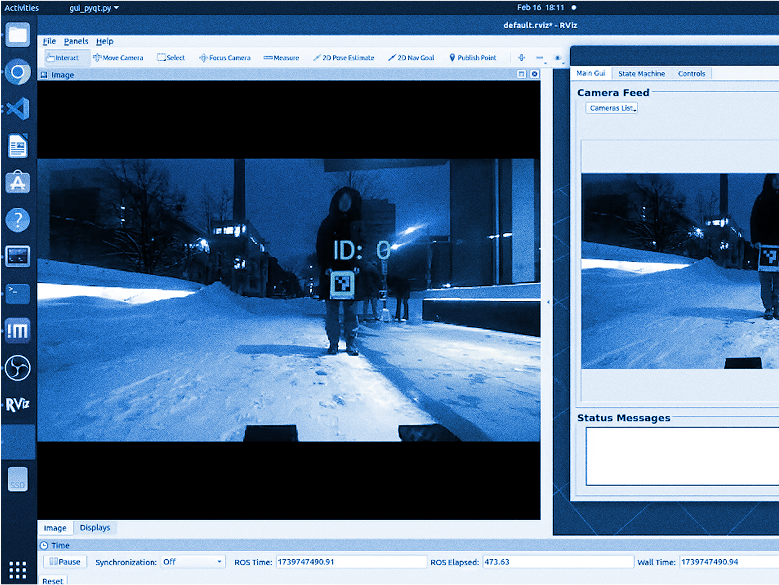 Activities
gui_pyqt.py
Feb 16 18:11
default.rviz* - RViz
File Panels Help
Interact Move Camera Select Focus Camera Measure 2D Pose Estimate 2D Nav Goal Publish Point
Image
Main Gui State Machine Controls
Camera Feed
Cameras List
ID: 0
Status Messages
RViz
SSD
Image Displays
Time
Pause Synchronization: Off ROS Time: 1739747490.91 ROS Elapsed: 473.63 Wall Time: 1739747490.94
Reset